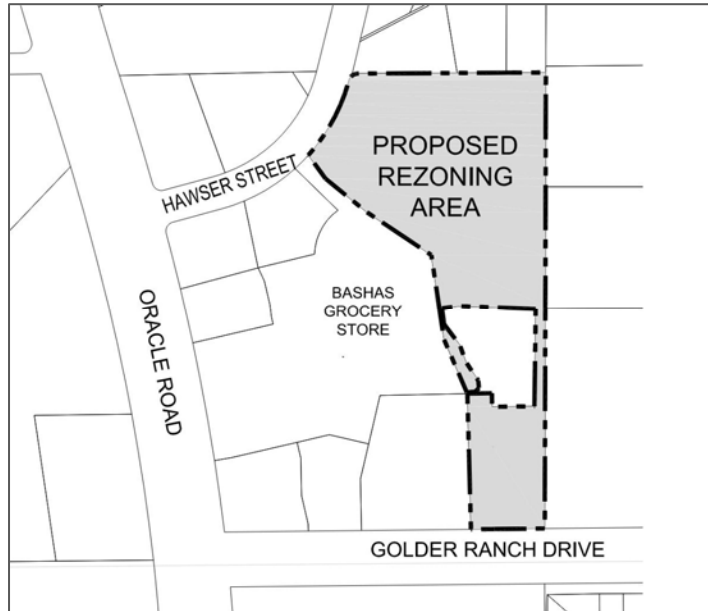 PROPOSED
REZONING
AREA
HAWSER STREET
BASHAS
GROCERY
STORE
ORACLE ROAD
GOLDER RANCH DRIVE